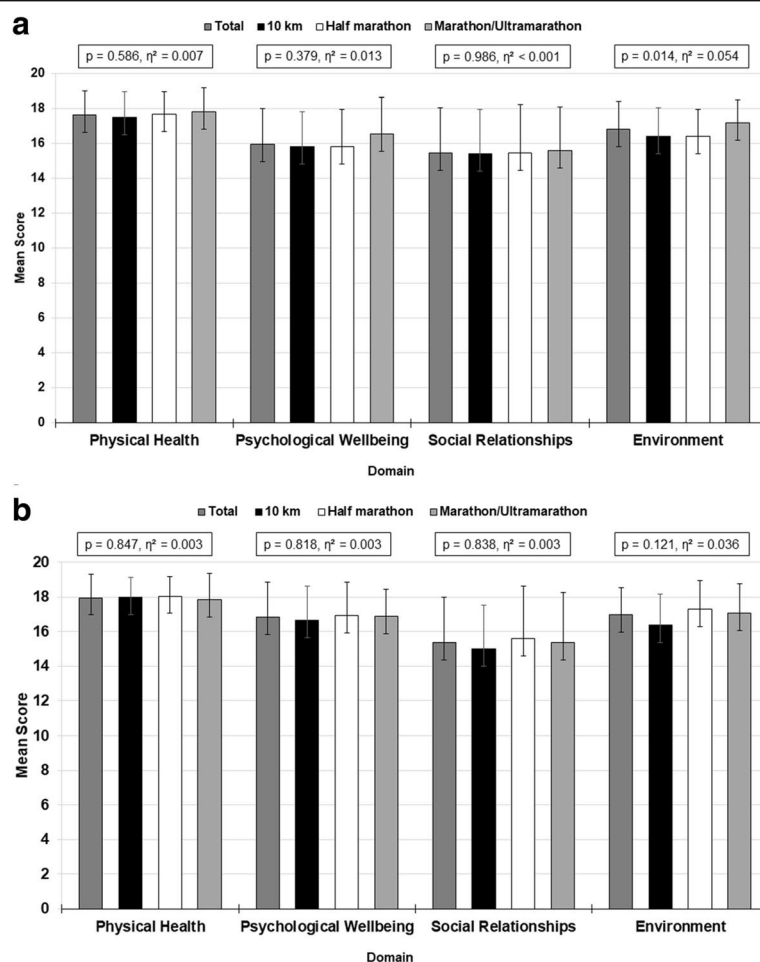 a
Total 10 km Half marathon Marathon/Ultramarathon
p = 0.586, η² = 0.007 p = 0.379, η² = 0.013 p = 0.986, η² < 0.001 p = 0.014, η² = 0.054
20
18
16
14
12
10
8
6
4
2
0
Mean Score
Physical Health Psychological Wellbeing Social Relationships Environment
Domain
b
Total 10 km Half marathon Marathon/Ultramarathon
p = 0.847, η² = 0.003 p = 0.818, η² = 0.003 p = 0.838, η² = 0.003 p = 0.121, η² = 0.036
20
18
16
14
12
10
8
6
4
2
0
Mean Score
Physical Health Psychological Wellbeing Social Relationships Environment
Domain